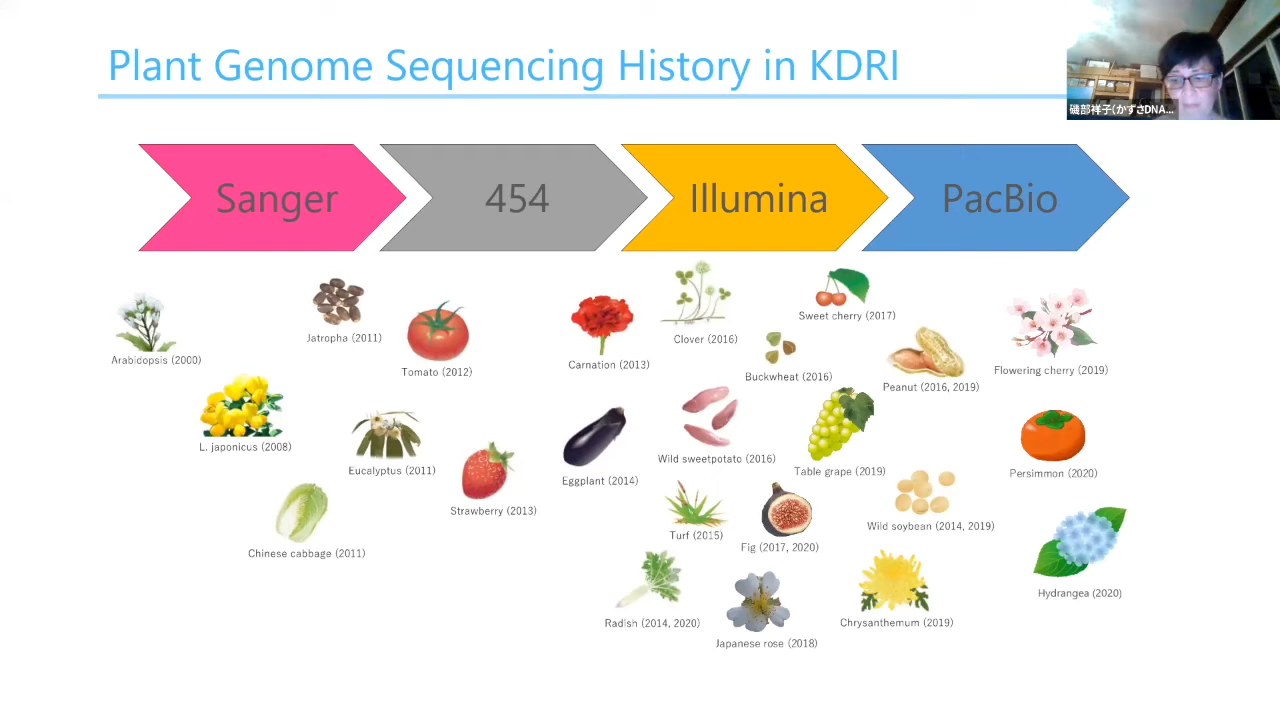 Plant Genome Sequencing History in KDRI
磯部祥子(かずさDNA...
Sanger
454
Illumina
PacBio
Arabidopsis (2000)
Jatropha (2011)
Tomato (2012)
Carnation (2013)
Clover (2016)
Sweet cherry (2017)
Buckwheat (2016)
Peanut (2016, 2019)
Flowering cherry (2019)
L. japonicus (2008)
Eucalyptus (2011)
Strawberry (2013)
Eggplant (2014)
Wild sweetpotato (2016)
Table grape (2019)
Persimmon (2020)
Chinese cabbage (2011)
Turf (2015)
Fig (2017, 2020)
Wild soybean (2014, 2019)
Hydrangea (2020)
Radish (2014, 2020)
Japanese rose (2018)
Chrysanthemum (2019)